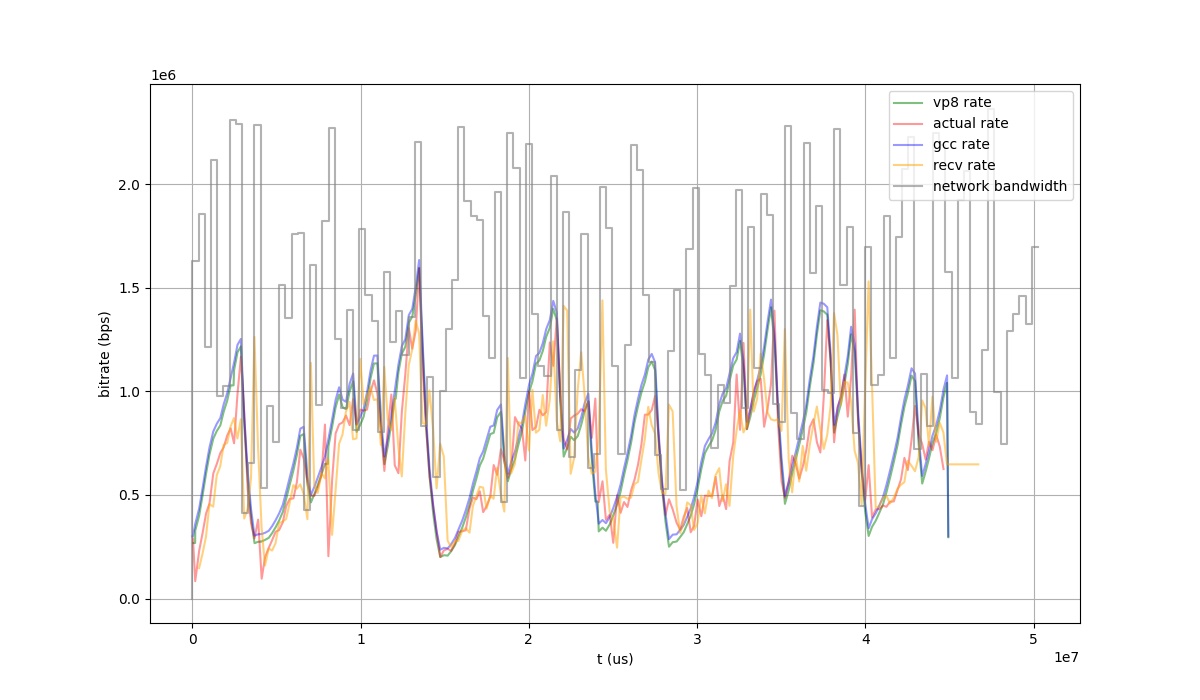 1e6
vp8 rate
actual rate
gcc rate
recv rate
network bandwidth
bitrate (bps)
2.0
1.5
1.0
0.5
0.0
0 1 2 3 4 5
t (us)
1e7